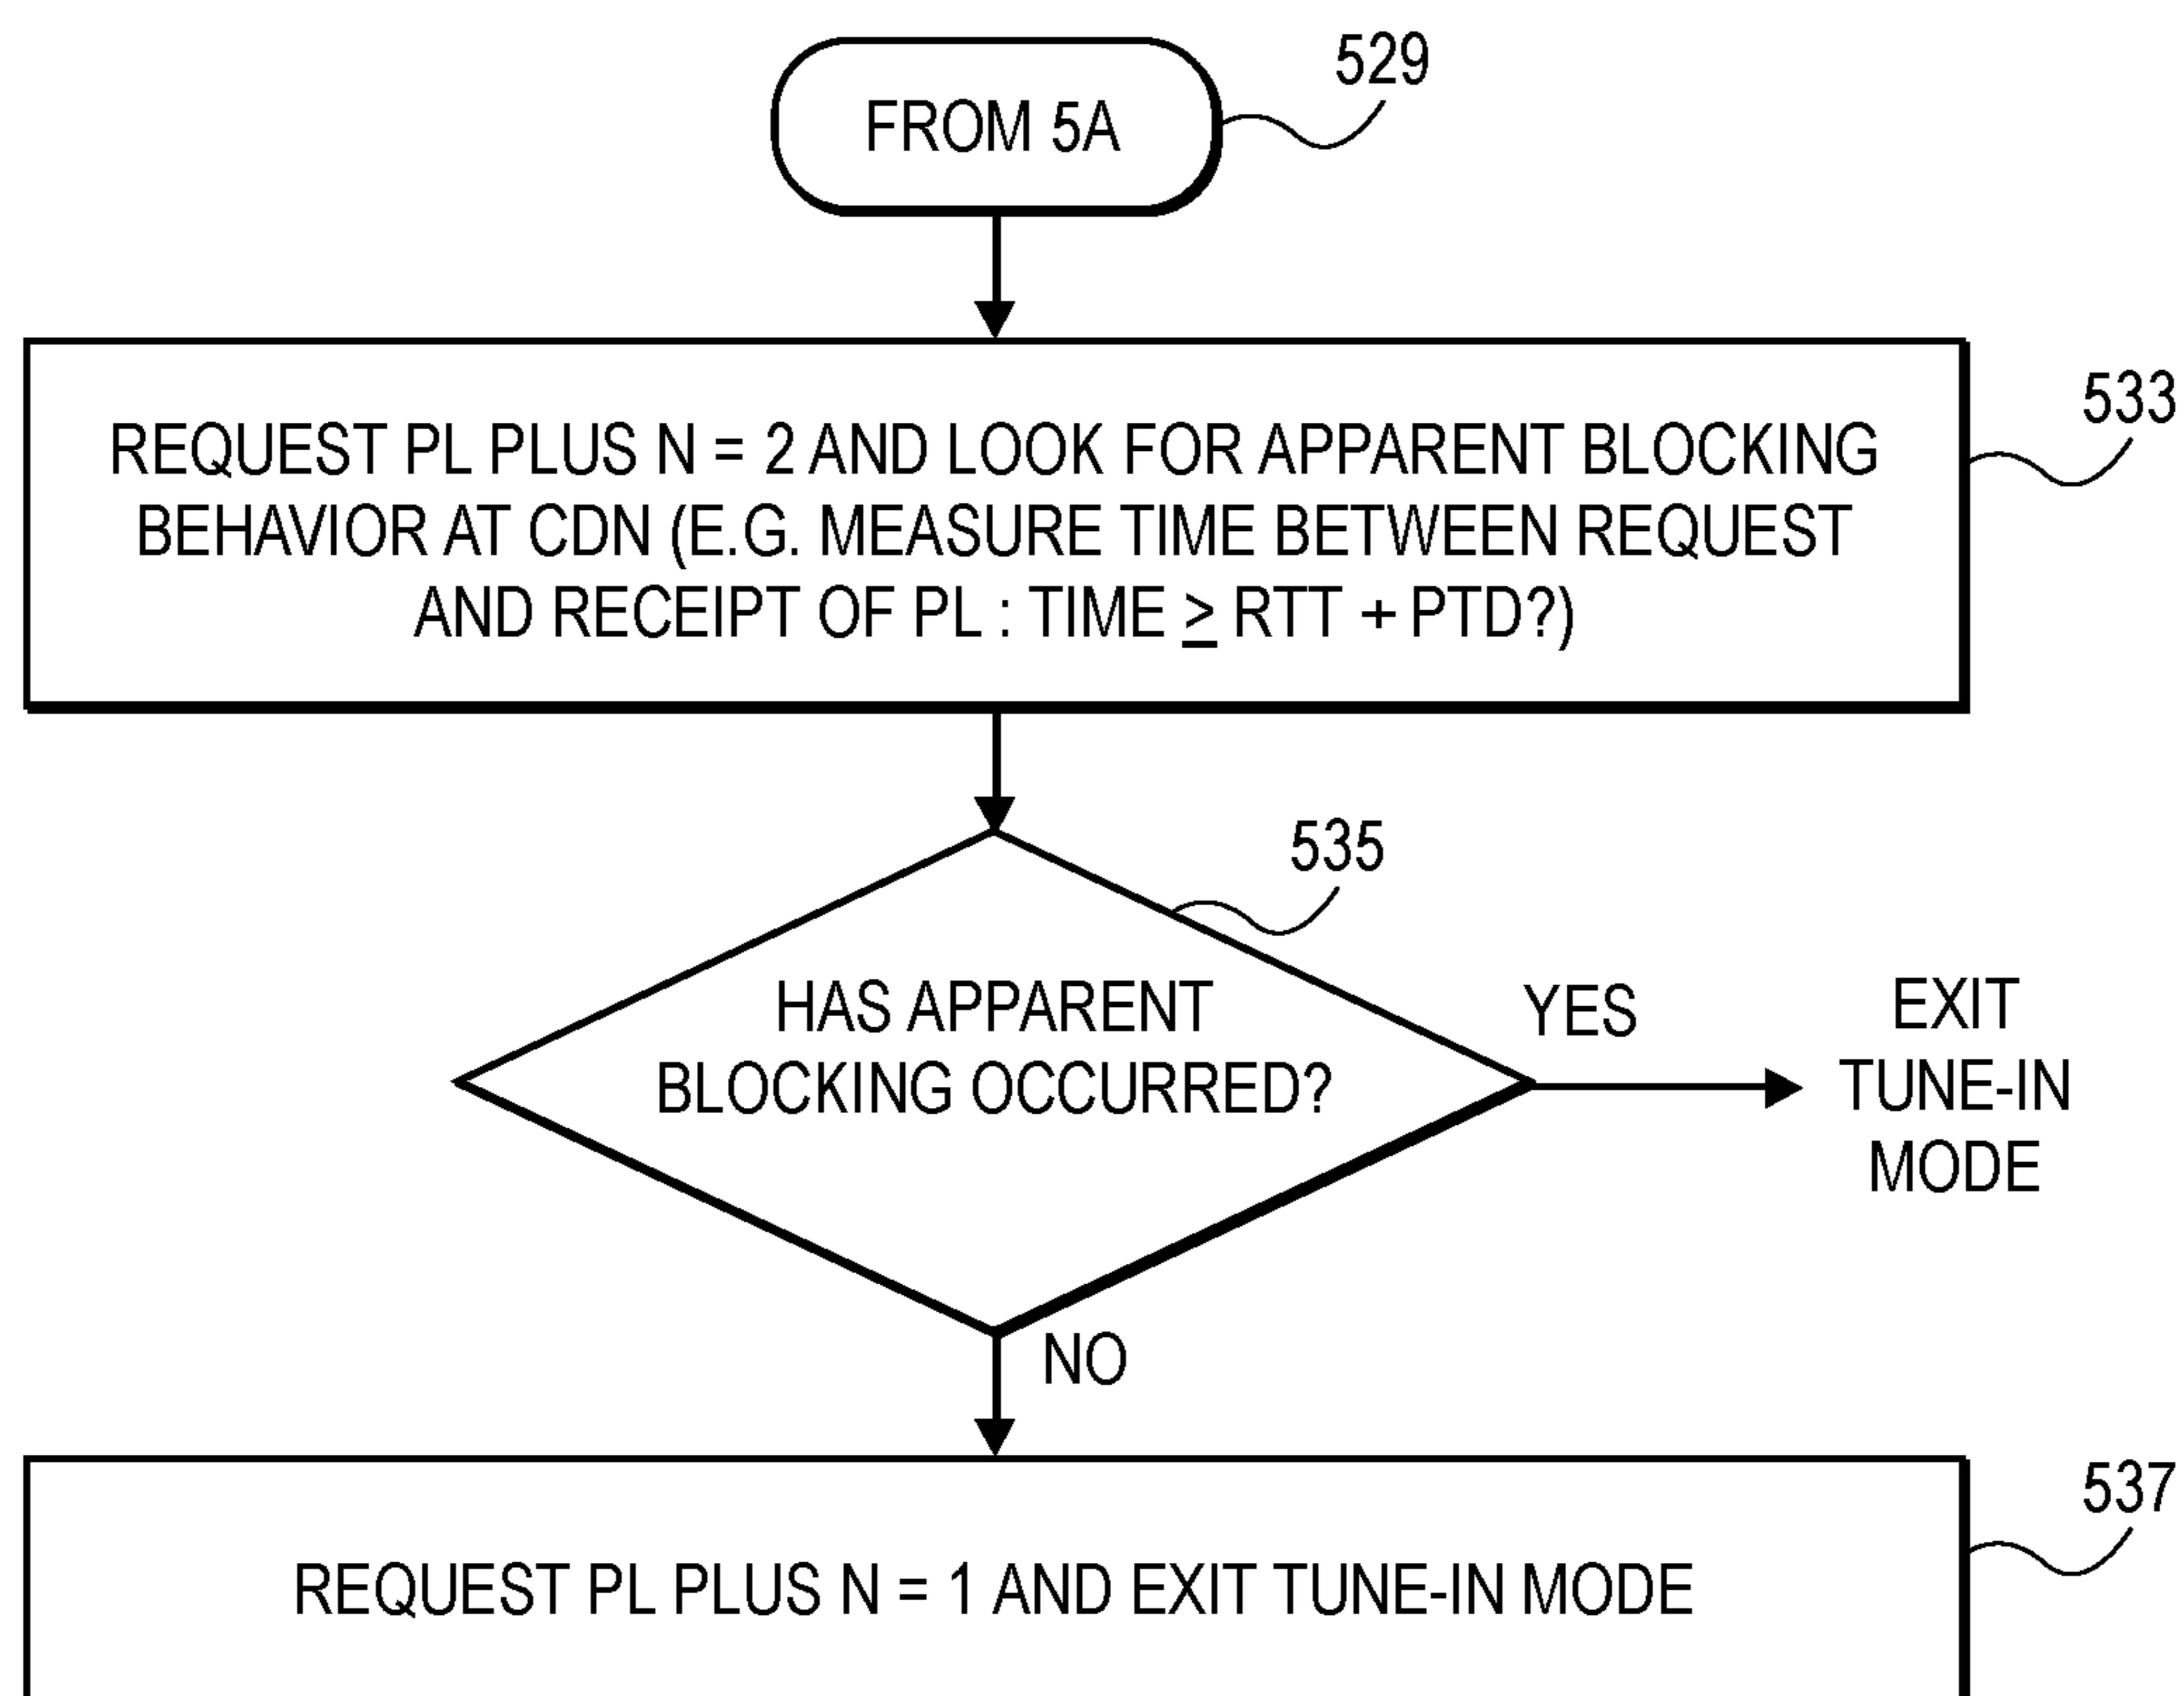 529
FROM 5A
533
REQUEST PL PLUS N = 2 AND LOOK FOR APPARENT BLOCKING
BEHAVIOR AT CDN (E.G. MEASURE TIME BETWEEN REQUEST
AND RECEIPT OF PL : TIME ≥ RTT + PTD?)
535
HAS APPARENT
BLOCKING OCCURRED?
YES
EXIT
TUNE-IN
MODE
NO
537
REQUEST PL PLUS N = 1 AND EXIT TUNE-IN MODE